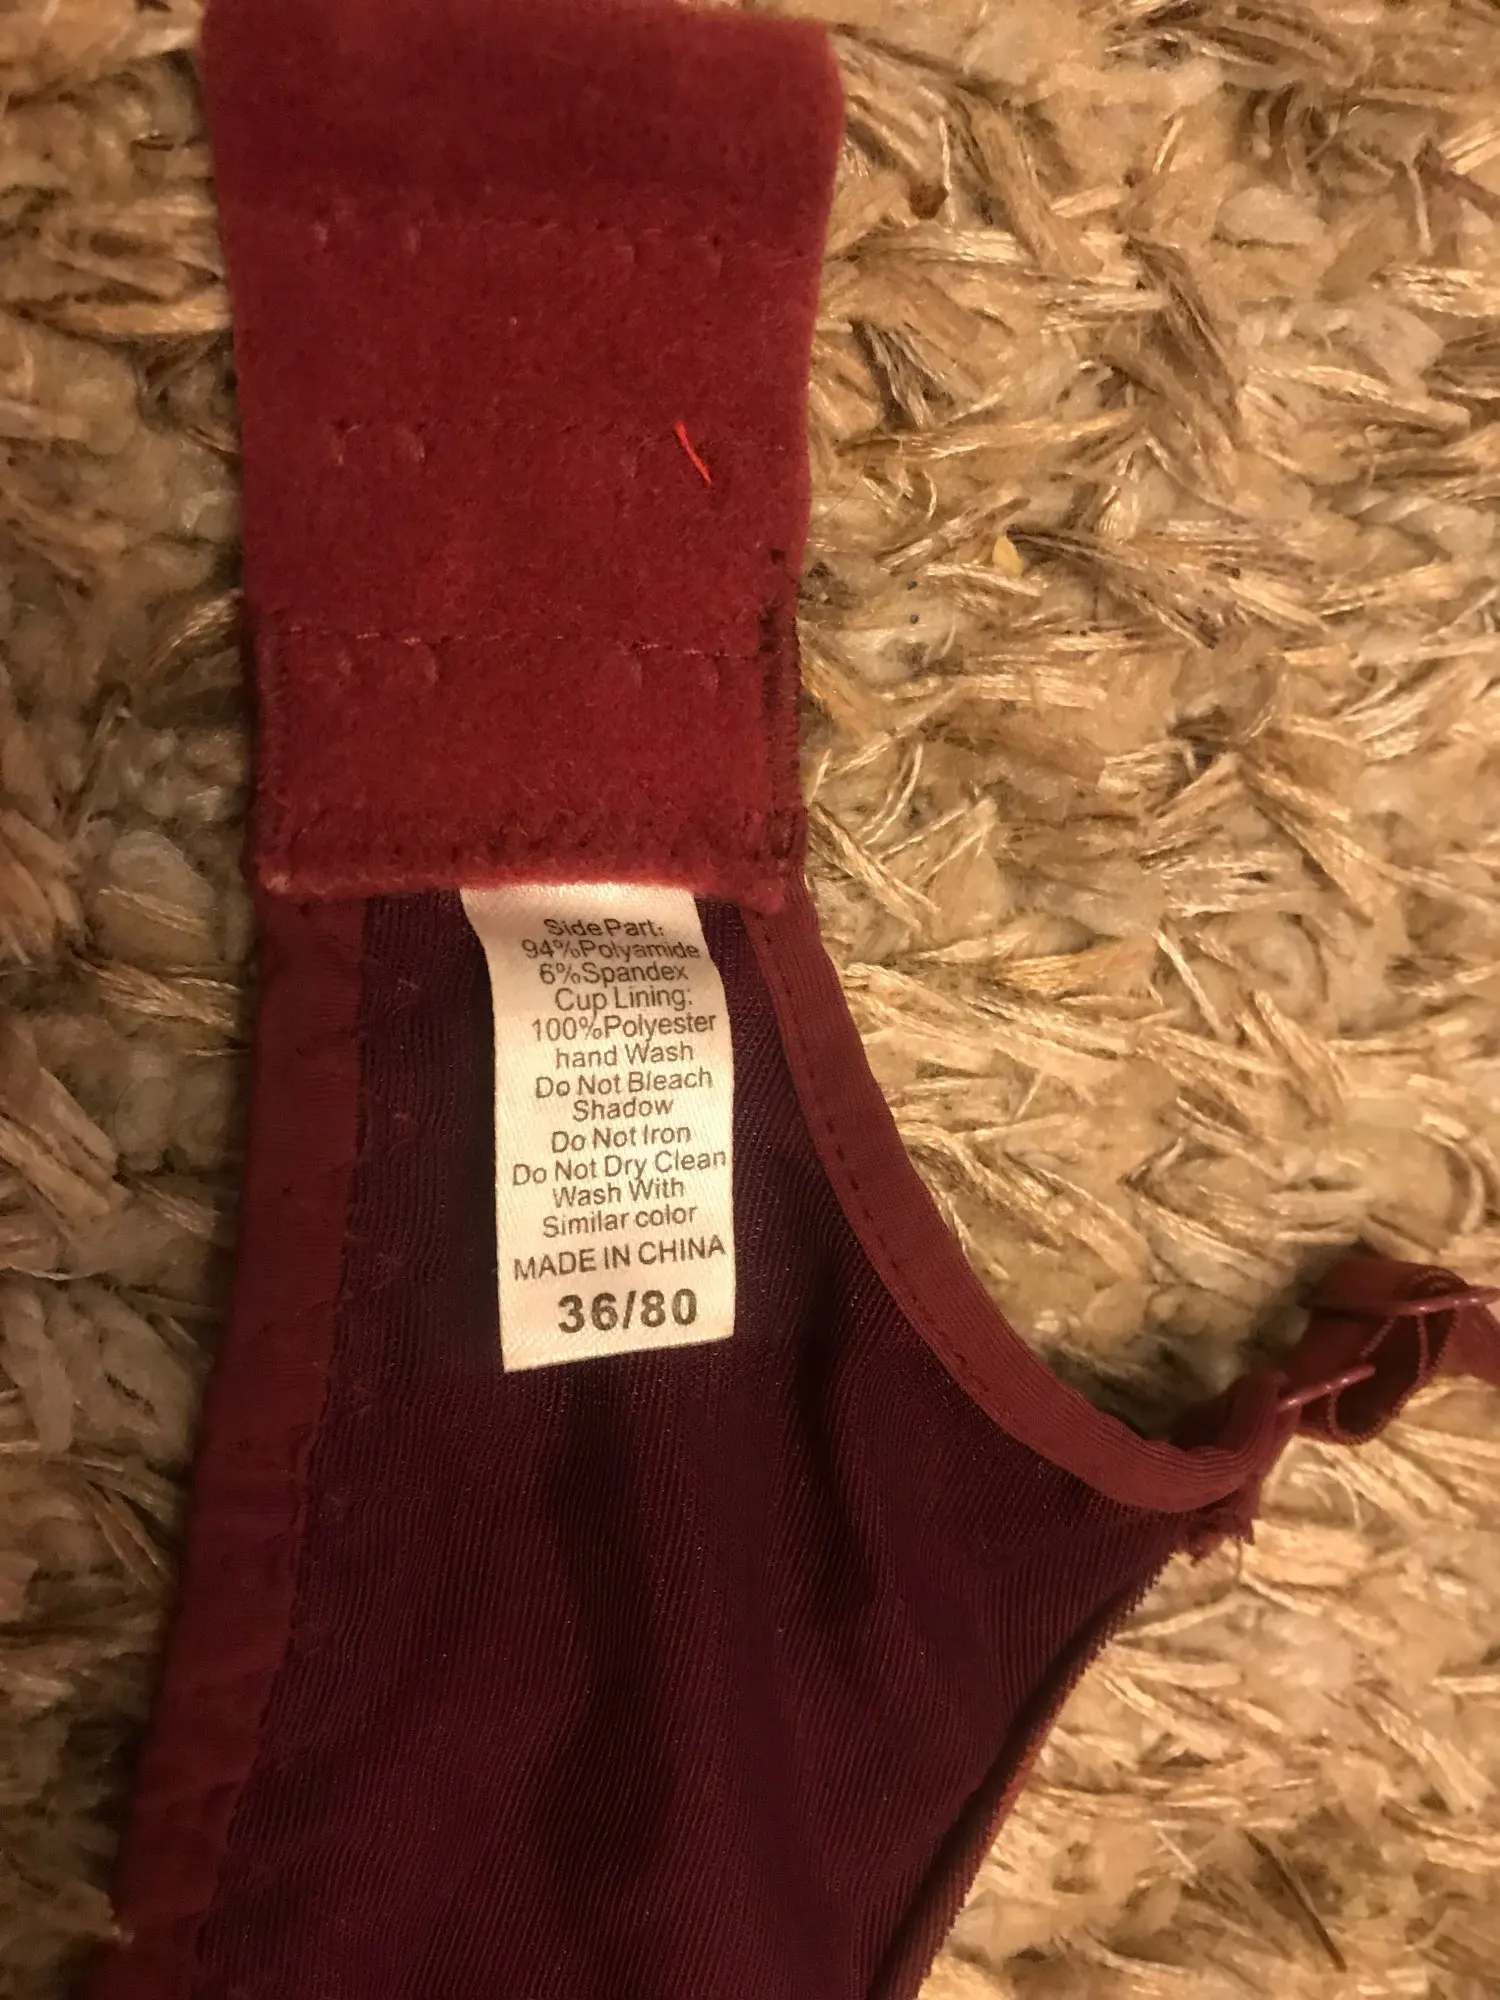 Side Part:
94%Polyamide
6%Spandex
Cup Lining:
100%Polyester
hand Wash
Do Not Bleach
Shadow
Do Not Iron
Do Not Dry Clean
Wash With
Similar color
MADE IN CHINA
36/80